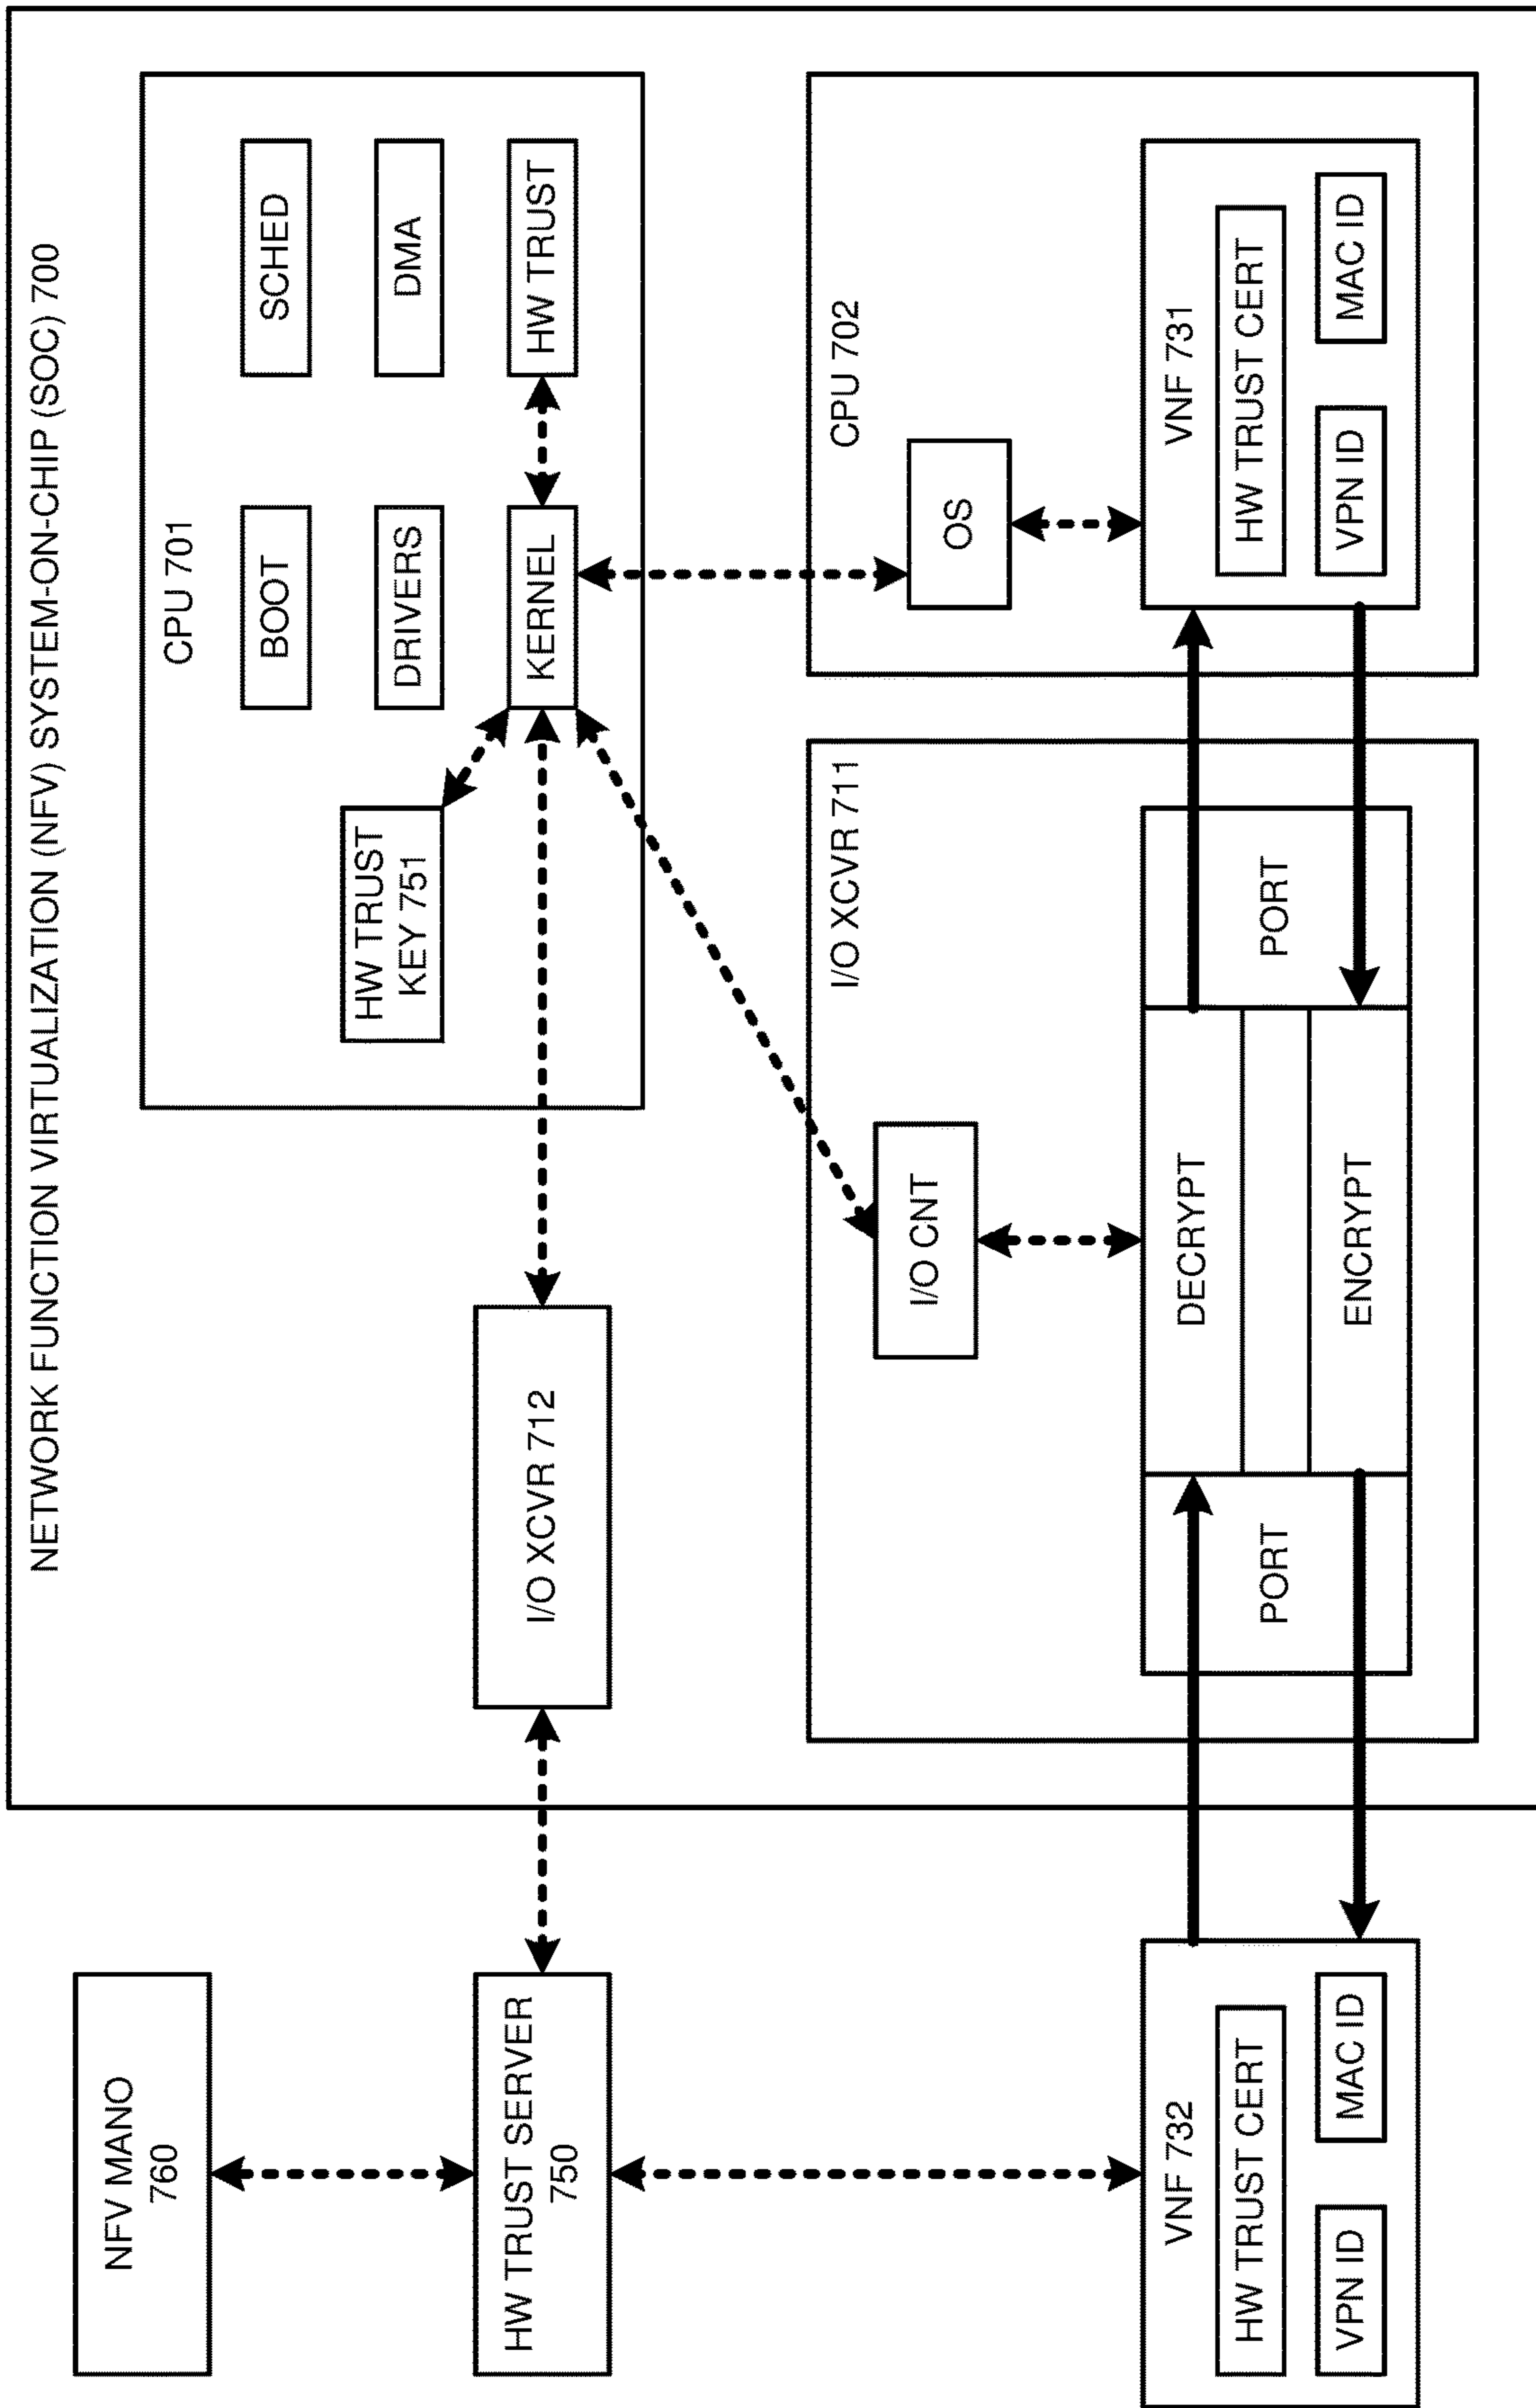 NETWORK FUNCTION VIRTUALIZATION (NFV) SYSTEM-ON-CHIP (SOC) 700
NFV MANO
760
HW TRUST SERVER
750
I/O XCVR 712
CPU 701
HW TRUST
KEY 751
BOOT
SCHED
DRIVERS
DMA
KERNEL
HW TRUST
VNF 732
HW TRUST CERT
VPN ID
MAC ID
I/O XCVR 711
I/O CNT
PORT
DECRYPT
ENCRYPT
PORT
CPU 702
OS
VNF 731
HW TRUST CERT
VPN ID
MAC ID